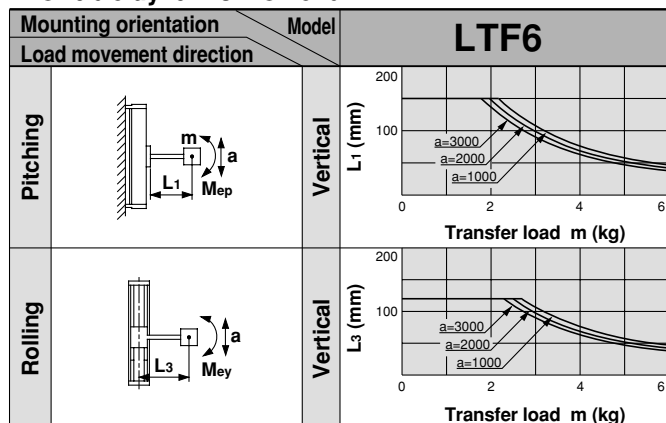 Mounting orientation Model
Load movement direction
LTF6
Pitching
m
a
L1
Mep
Vertical
L1 (mm)
200
100
a=3000
a=2000
a=1000
0 2 4 6
Transfer load m (kg)
Rolling
a
L3
Mey
Vertical
L3 (mm)
200
100
a=3000
a=2000
a=1000
0 2 4 6
Transfer load m (kg)